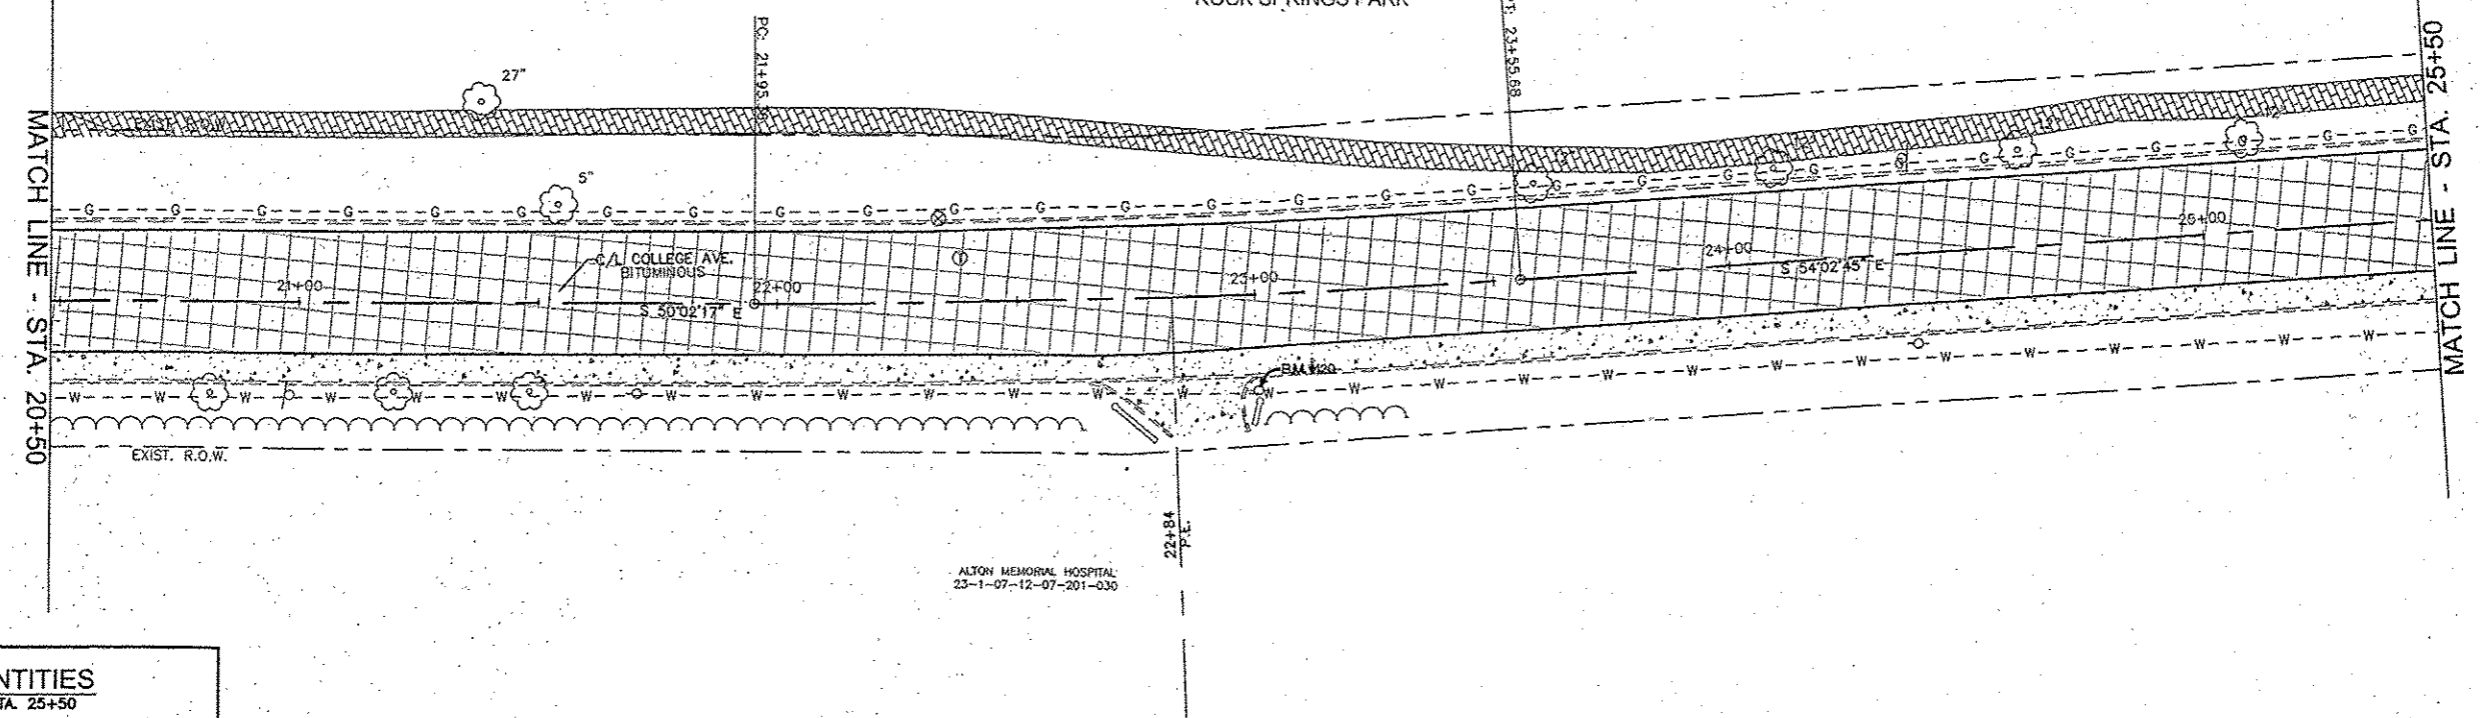 ROCK SPRINGS PARK
MATCH LINE - STA. 20+50
MATCH LINE - STA. 25+50
27"
5"
12"
EXIST. R.O.W.
G G G G G G G G G G G G G G G G G G G G G G G G G G G G
C/L COLLEGE AVE.
BITUMINOUS
21+00
22+00
23+00
24+00
25+00
S 50°02'17" E
S 54°02'45" E
PC: 21+95.
23+55.68
W W W W W W W W W W W W W W W W W W W W W W W W W W W W
EXIST. R.O.W.
22+84
P.E.
ALTON MEMORIAL HOSPITAL
23-1-07-12-07-201-030
NTITIES
TA. 25+50